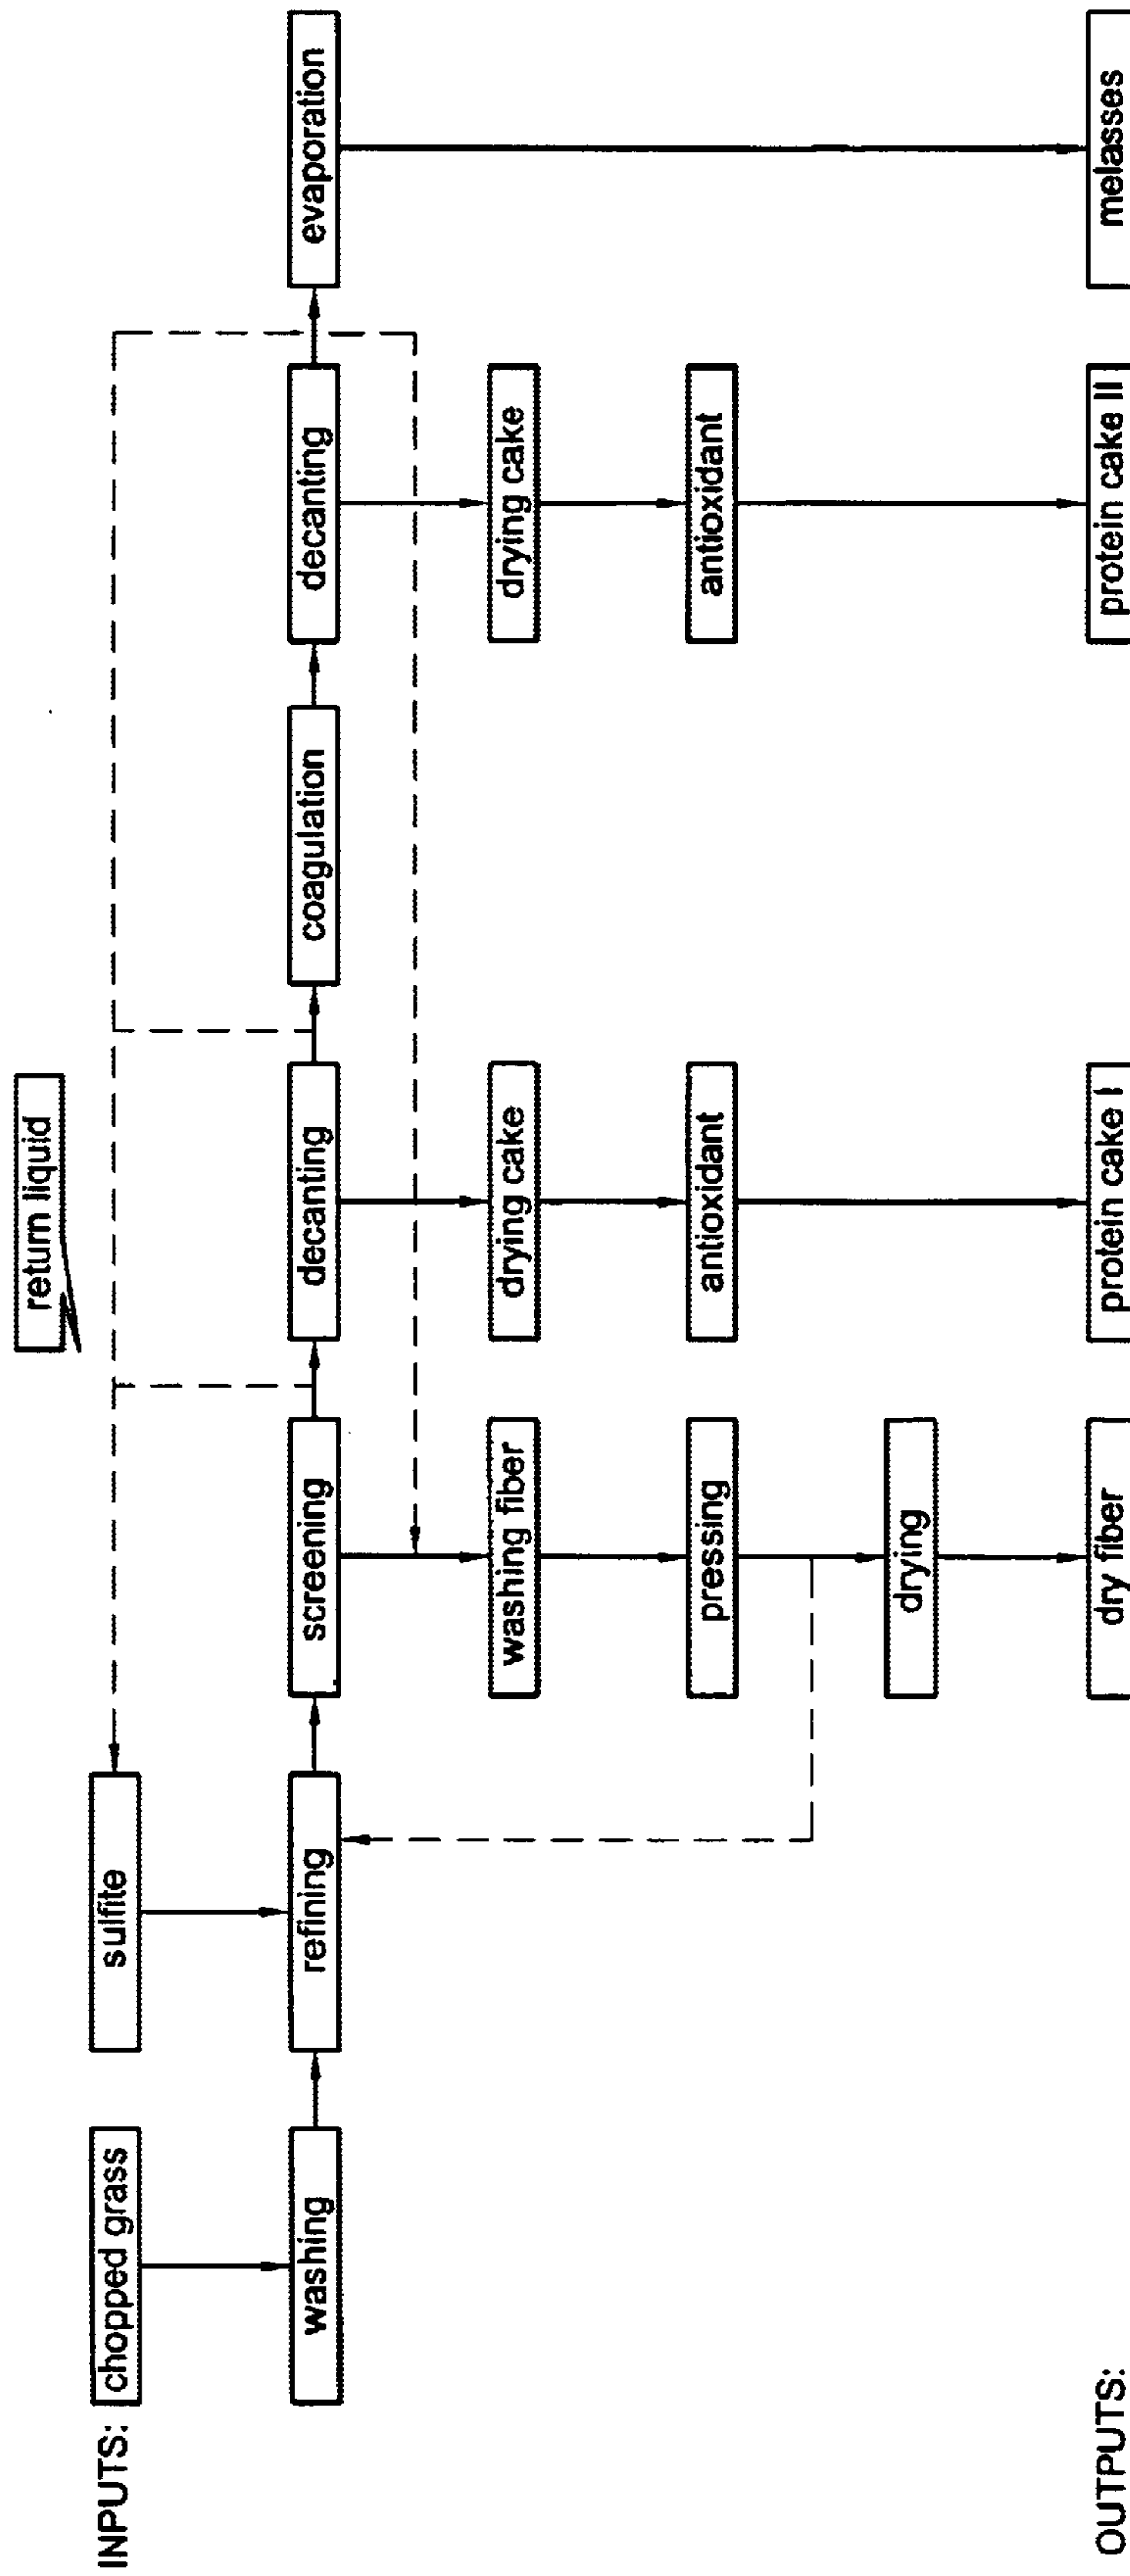 return liquid
INPUTS:
chopped grass
sulfite
washing
refining
screening
decanting
coagulation
decanting
evaporation
washing fiber
drying cake
drying cake
pressing
antioxidant
antioxidant
drying
OUTPUTS:
dry fiber
protein cake I
protein cake II
melasses